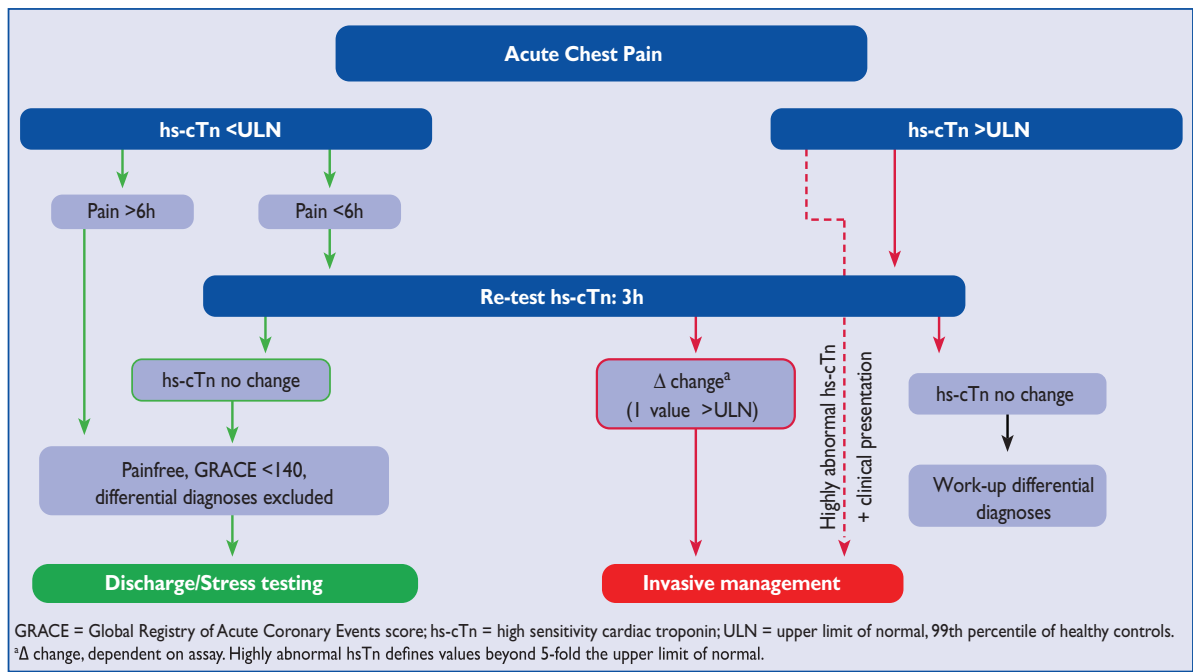 Acute Chest Pain
hs-cTn <ULN
hs-cTn >ULN
Pain >6h
Pain <6h
Re-test hs-cTn: 3h
hs-cTn no change
Δ changeᵃ
(1 value >ULN)
Highly abnormal hs-cTn
+ clinical presentation
hs-cTn no change
Painfree, GRACE <140,
differential diagnoses excluded
Work-up differential
diagnoses
Discharge/Stress testing
Invasive management
GRACE = Global Registry of Acute Coronary Events score; hs-cTn = high sensitivity cardiac troponin; ULN = upper limit of normal, 99th percentile of healthy controls.
ᵃΔ change, dependent on assay. Highly abnormal hsTn defines values beyond 5-fold the upper limit of normal.